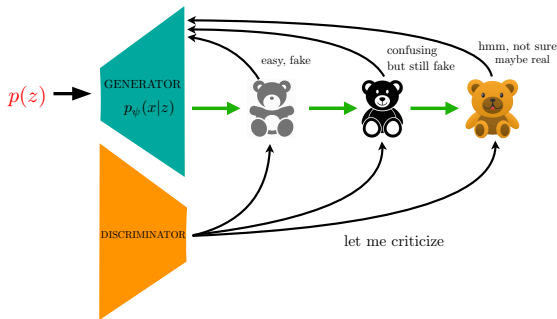 p(z)
GENERATOR
pψ(x|z)
easy, fake
confusing
but still fake
hmm, not sure
maybe real
DISCRIMINATOR
let me criticize